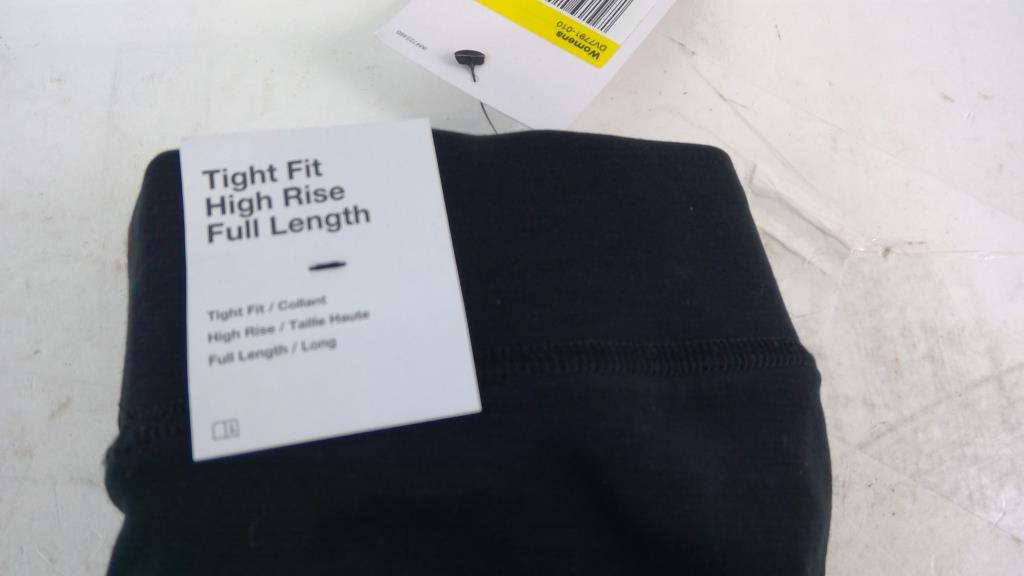 Womens
DV7791-010
Tight Fit
High Rise
Full Length
Tight Fit / Collant
High Rise / Taille Haute
Full Length / Long